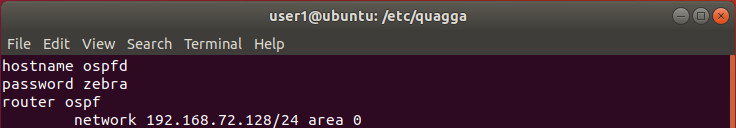 user1@ubuntu: /etc/quagga
File Edit View Search Terminal Help
hostname ospfd
password zebra
router ospf
        network 192.168.72.128/24 area 0